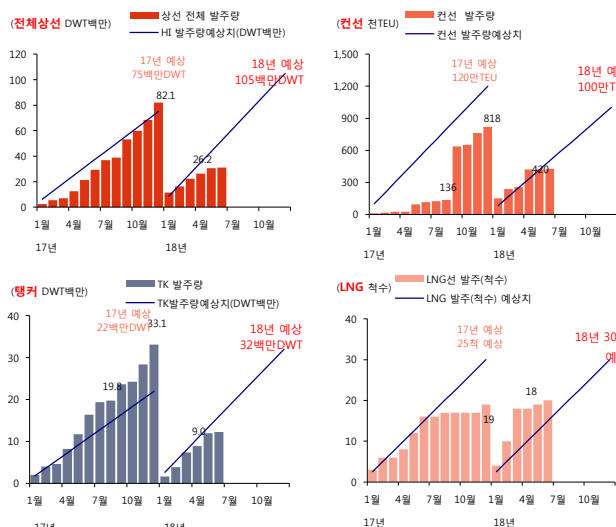 (전체상선 DWT백만)
상선 전체 발주량
HI 발주량예상치(DWT백만)
17년 예상
75백만DWT
18년 예상
105백만DWT
82.1
26.2
120
100
80
60
40
20
0
1월 4월 7월 10월 1월 4월 7월 10월
17년 18년
(컨선 천TEU)
컨선 발주량
컨선 발주량예상치
17년 예상
120만TEU
18년 예
100만T
818
136
420
1,500
1,200
900
600
300
0
1월 4월 7월 10월 1월 4월 7월 10월
17년 18년
(탱커 DWT백만)
TK 발주량
TK발주량예상치(DWT백만)
17년 예상
22백만DWT
18년 예상
32백만DWT
33.1
19.8
9.0
40
30
20
10
0
1월 4월 7월 10월 1월 4월 7월 10월
17년 18년
(LNG 척수)
LNG선 발주(척수)
LNG 발주(척수) 예상치
17년 예상
25척 예상
18년 30
예
18
19
40
30
20
10
0
1월 4월 7월 10월 1월 4월 7월 10월
17년 18년